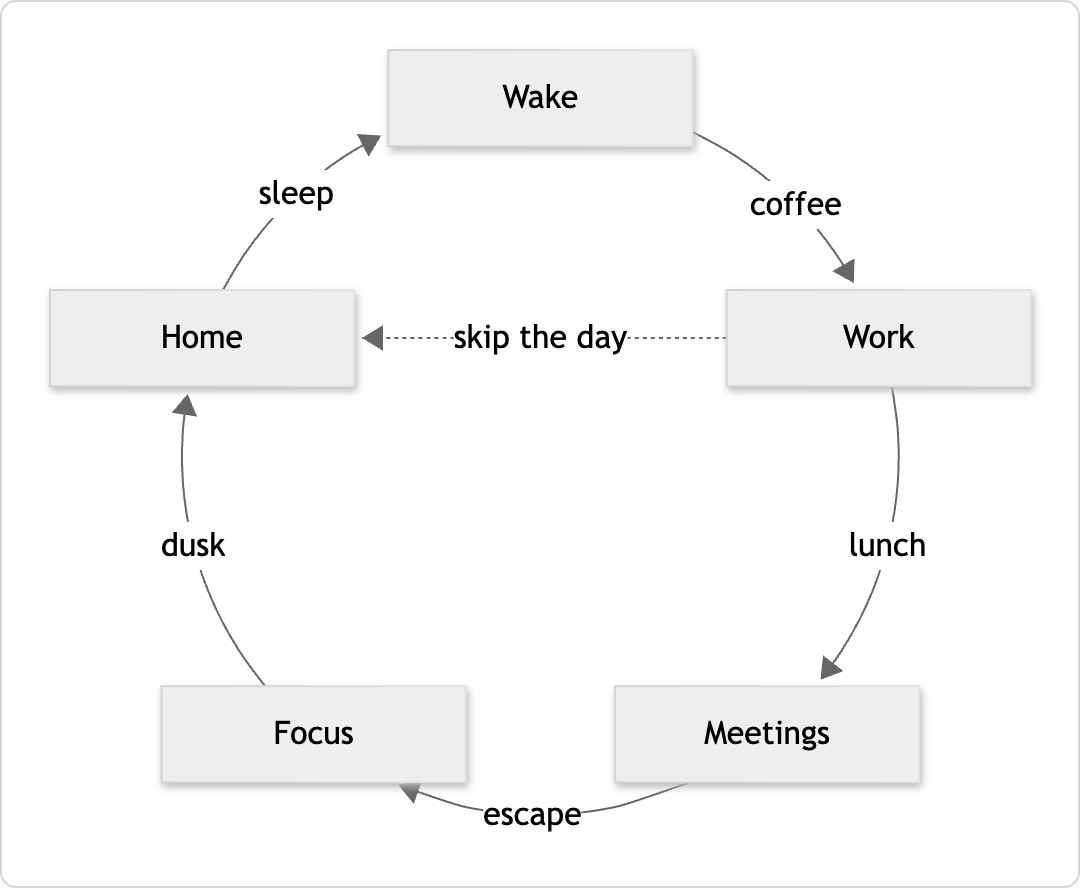 Wake
sleep
coffee
Home
skip the day
Work
dusk
lunch
Focus
Meetings
escape